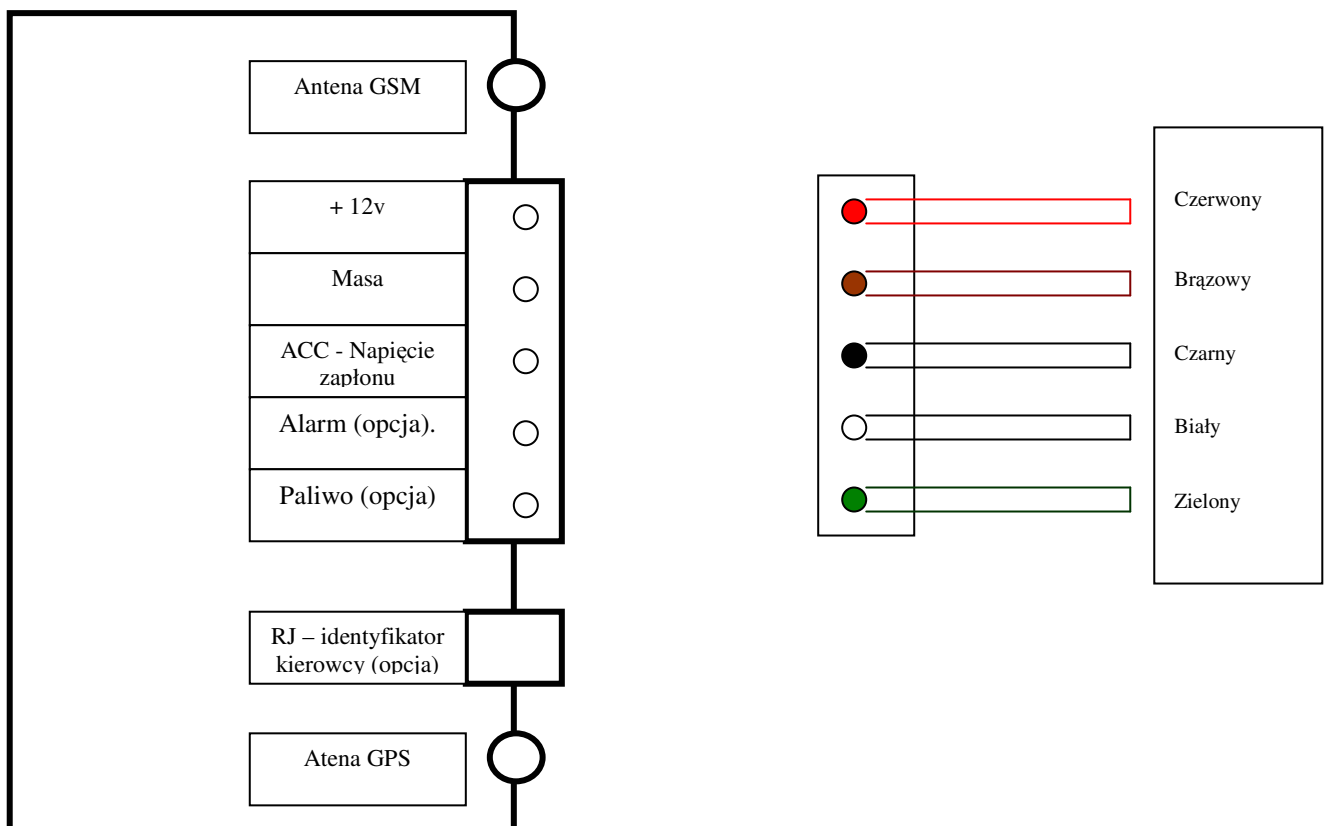 Antena GSM
+ 12v
Masa
ACC - Napięcie
zapłonu
Alarm (opcja).
Paliwo (opcja)
RJ – identyfikator
kierowcy (opcja)
Atena GPS
Czerwony
Brązowy
Czarny
Biały
Zielony